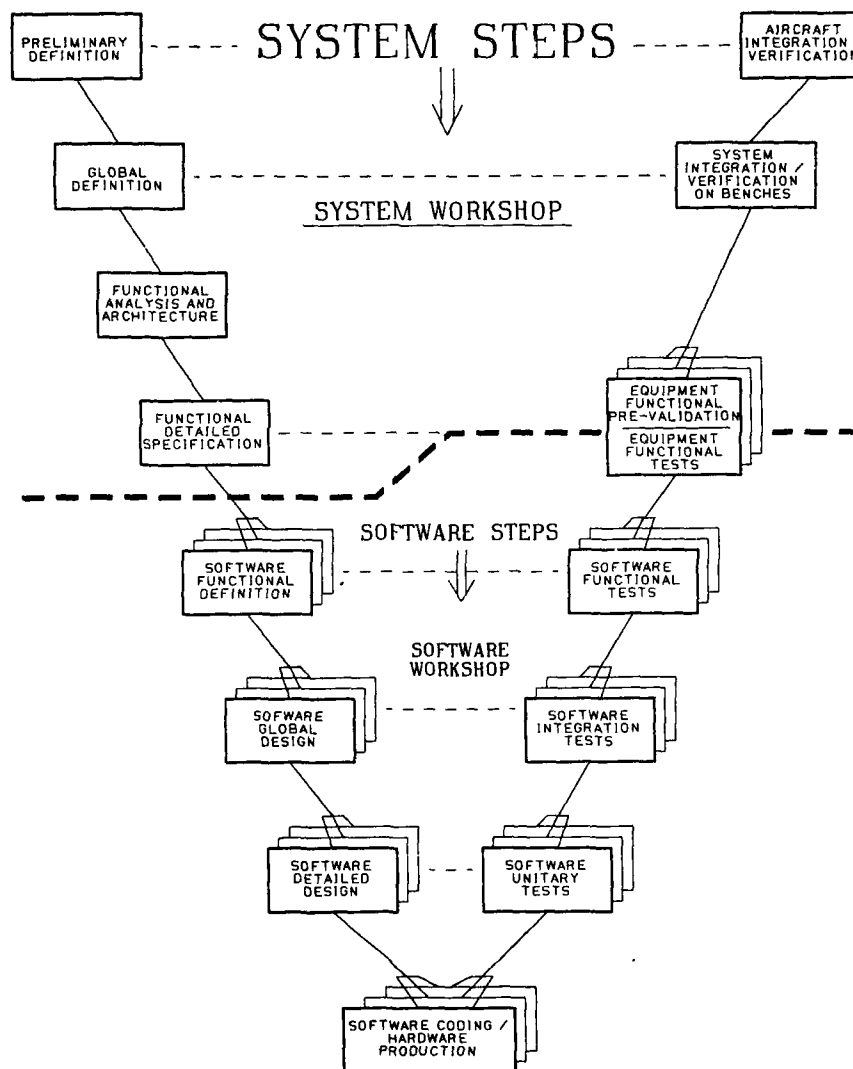 PRELIMINARY
DEFINITION
SYSTEM STEPS
AIRCRAFT
INTEGRATION /
VERIFICATION
GLOBAL
DEFINITION
SYSTEM
INTEGRATION /
VERIFICATION
ON BENCHES
SYSTEM WORKSHOP
FUNCTIONAL
ANALYSIS AND
ARCHITECTURE
FUNCTIONAL
DETAILED
SPECIFICATION
EQUIPMENT
FUNCTIONAL
PRE-VALIDATION
EQUIPMENT
FUNCTIONAL
TESTS
SOFTWARE STEPS
SOFTWARE
FUNCTIONAL
DEFINITION
SOFTWARE
FUNCTIONAL
TESTS
SOFTWARE
WORKSHOP
SOFWARE
GLOBAL
DESIGN
SOFTWARE
INTEGRATION
TESTS
SOFTWARE
DETAILED
DESIGN
SOFTWARE
UNITARY
TESTS
SOFTWARE CODING /
HARDWARE
PRODUCTION